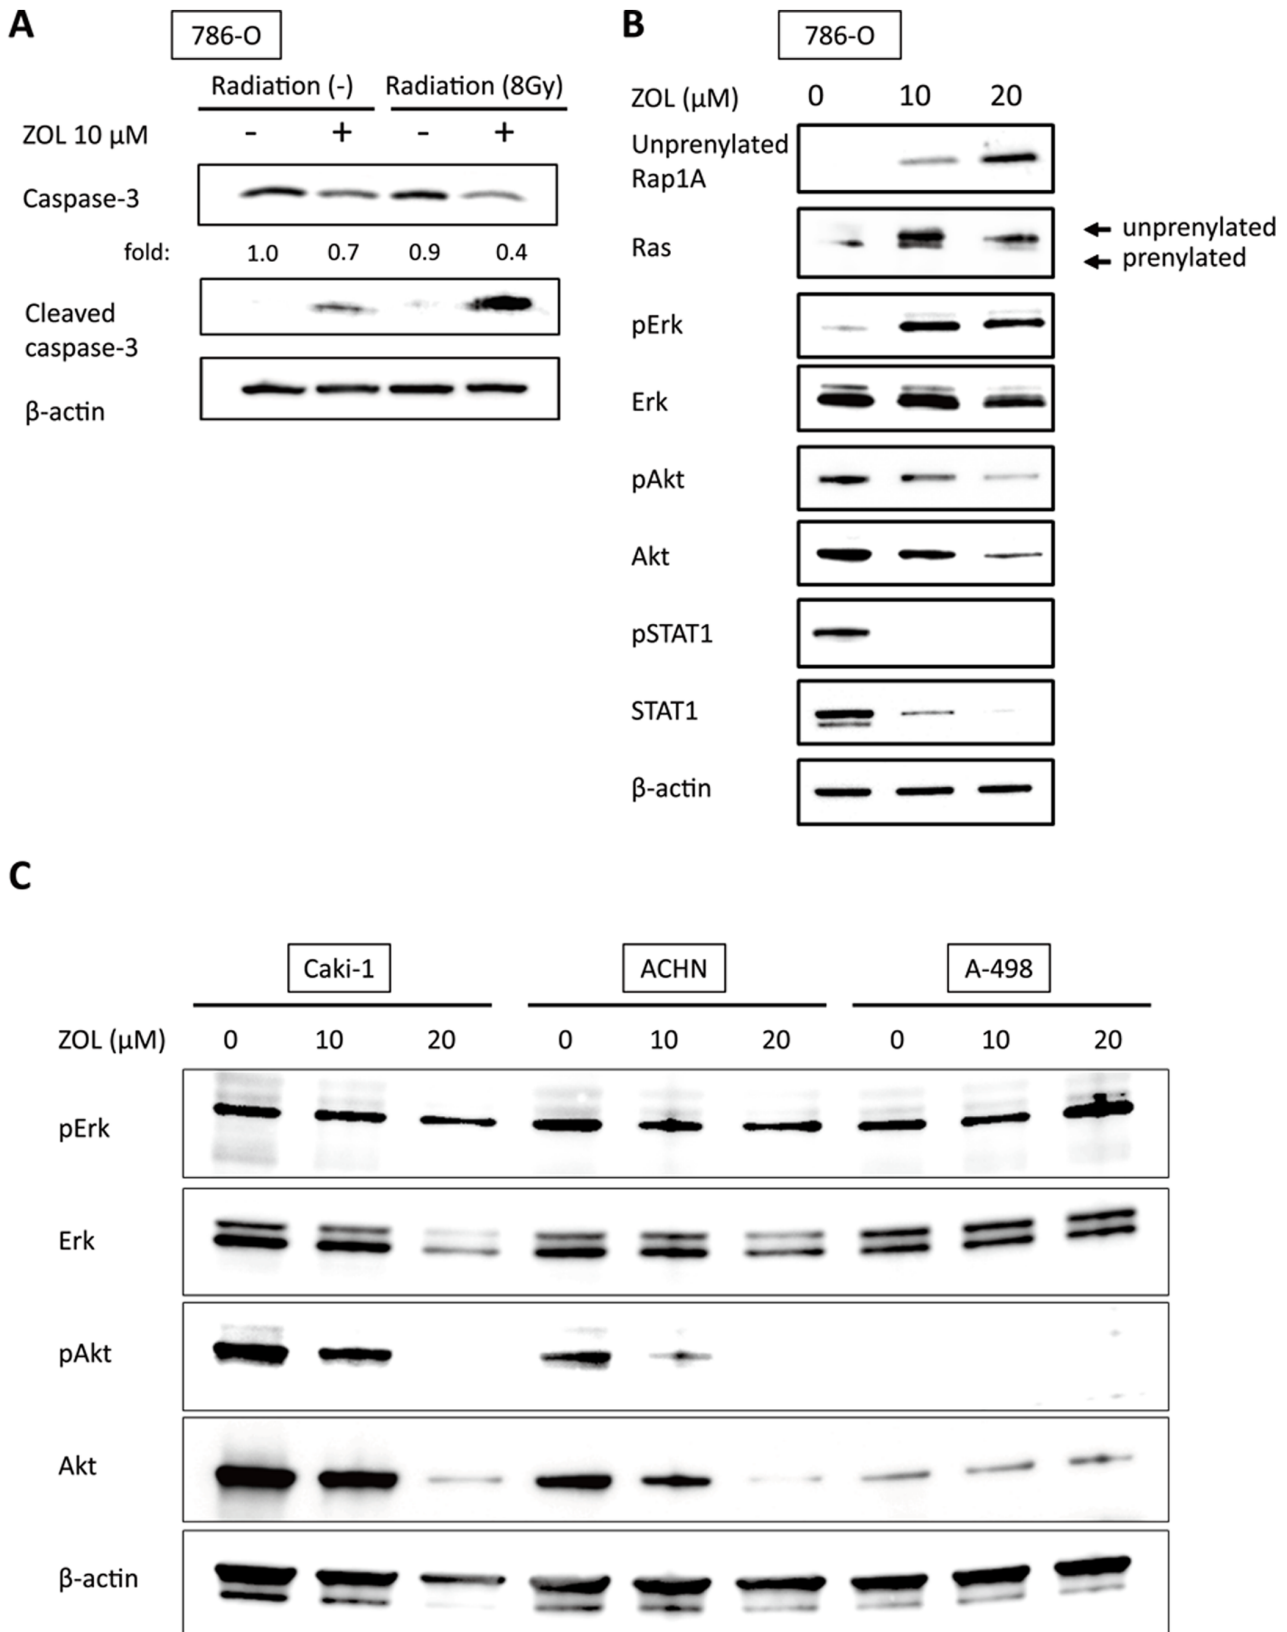 A
786-O
Radiation (-) Radiation (8Gy)
ZOL 10 μM - + - +
Caspase-3
fold: 1.0 0.7 0.9 0.4
Cleaved
caspase-3
β-actin
B
786-O
ZOL (μM) 0 10 20
Unprenylated
Rap1A
Ras
unprenylated
prenylated
pErk
Erk
pAkt
Akt
pSTAT1
STAT1
β-actin
C
Caki-1 ACHN A-498
ZOL (μM) 0 10 20 0 10 20 0 10 20
pErk
Erk
pAkt
Akt
β-actin